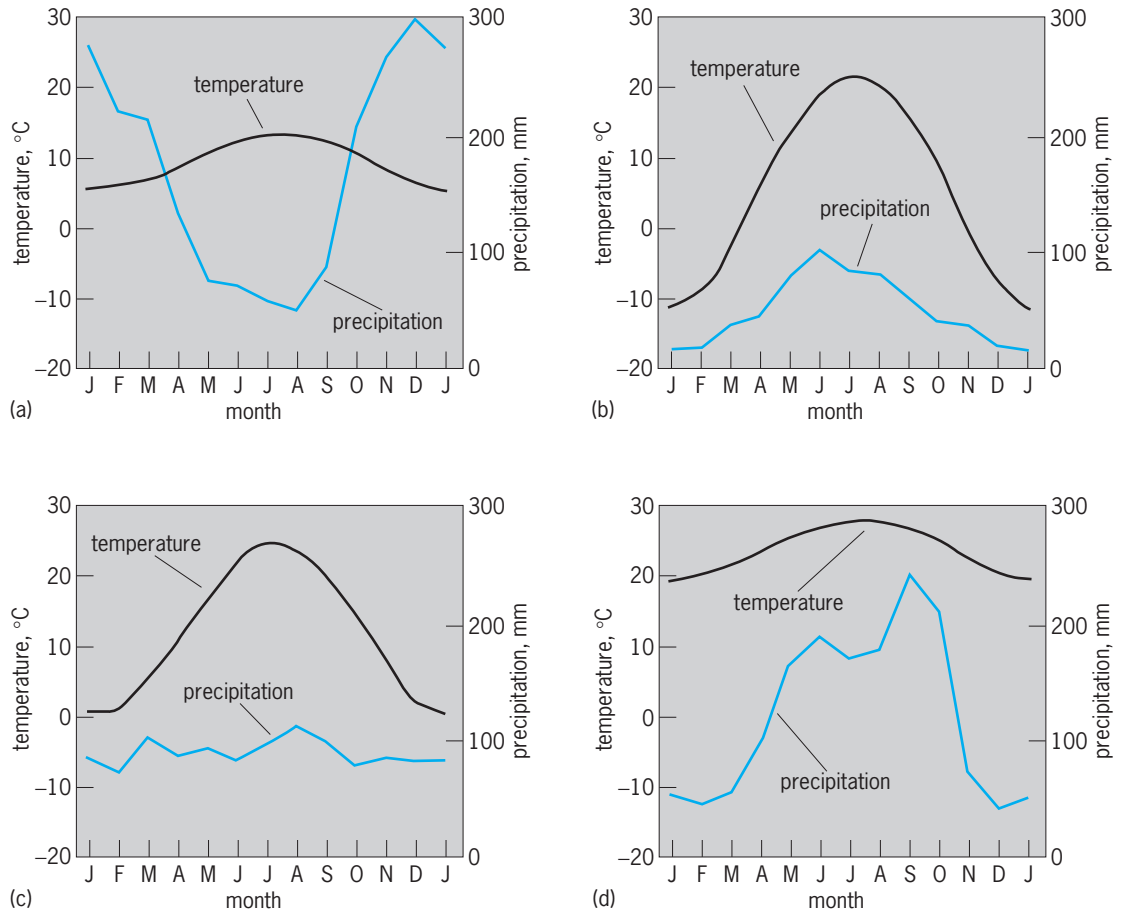 30
20
10
0
–10
–20
temperature, °C
300
200
100
0
precipitation, mm
temperature
precipitation
J F M A M J J A S O N D J
month
(a)
30
20
10
0
–10
–20
temperature, °C
300
200
100
0
precipitation, mm
temperature
precipitation
J F M A M J J A S O N D J
month
(b)
30
20
10
0
–10
–20
temperature, °C
300
200
100
0
precipitation, mm
temperature
precipitation
J F M A M J J A S O N D J
month
(c)
30
20
10
0
–10
–20
temperature, °C
300
200
100
0
precipitation, mm
temperature
precipitation
J F M A M J J A S O N D J
month
(d)